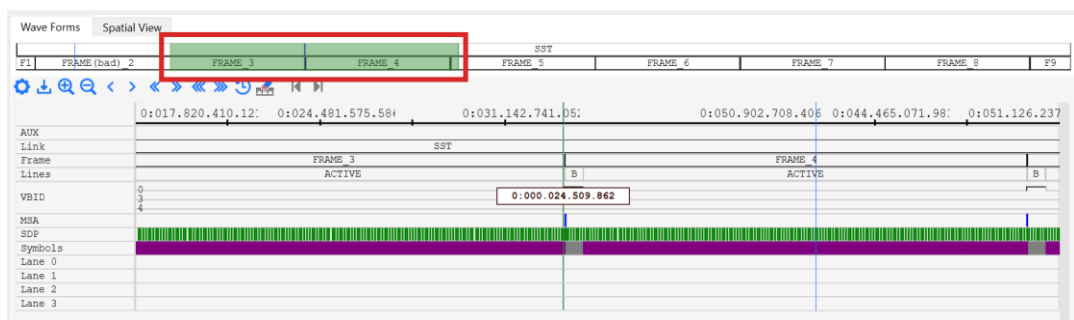 Wave Forms Spatial View
SST
F1 FRAME(bad)_2 FRAME_3 FRAME_4 FRAME_5 FRAME_6 FRAME_7 FRAME_8 F9
0:017.820.410.12 0:024.481.575.58 0:031.142.741.05 0:050.902.708.406 0:044.465.071.98 0:051.126.237
AUX
Link SST
Frame FRAME_3 FRAME_4
Lines ACTIVE B ACTIVE B
0
VBID 3 0:000.024.509.862
4
MSA
SDP
Symbols
Lane 0
Lane 1
Lane 2
Lane 3